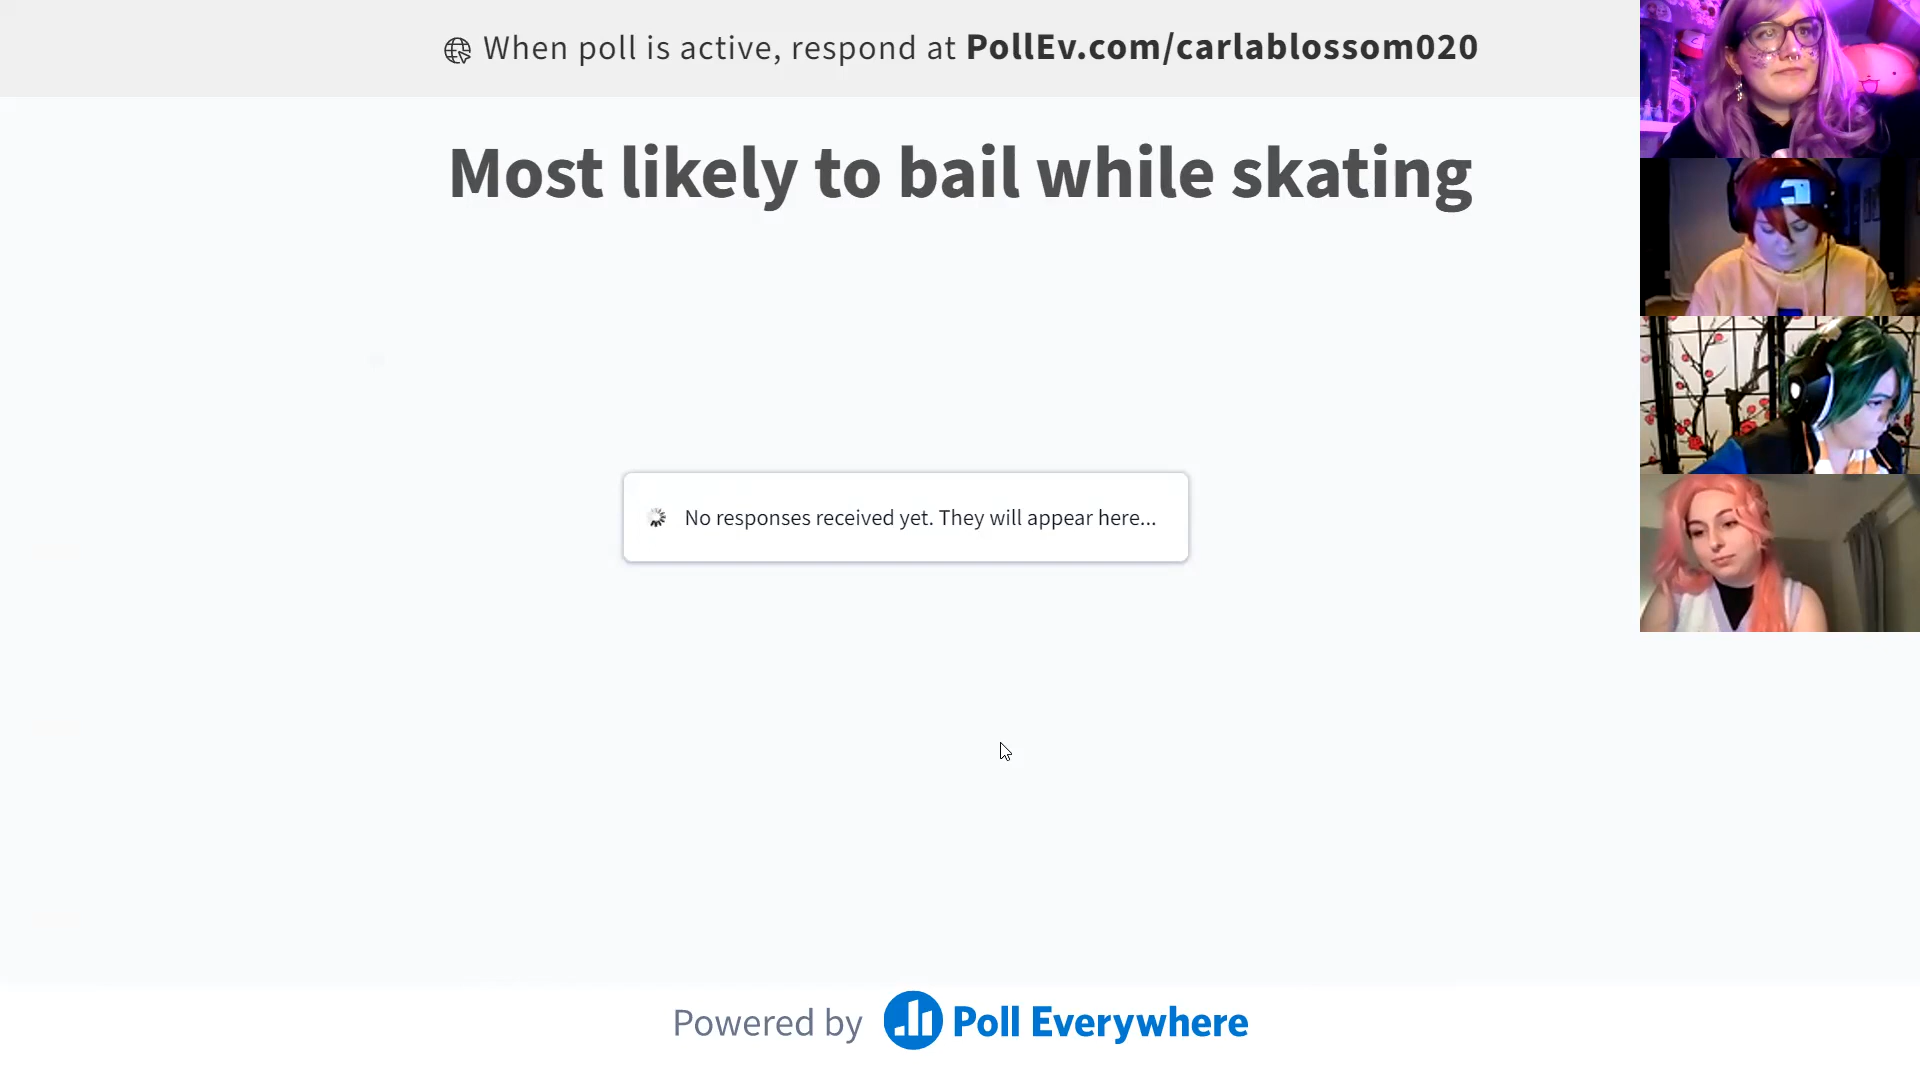 When poll is active, respond at PollEv.com/carlablossom020
Most likely to bail while skating
No responses received yet. They will appear here...
Powered by Poll Everywhere